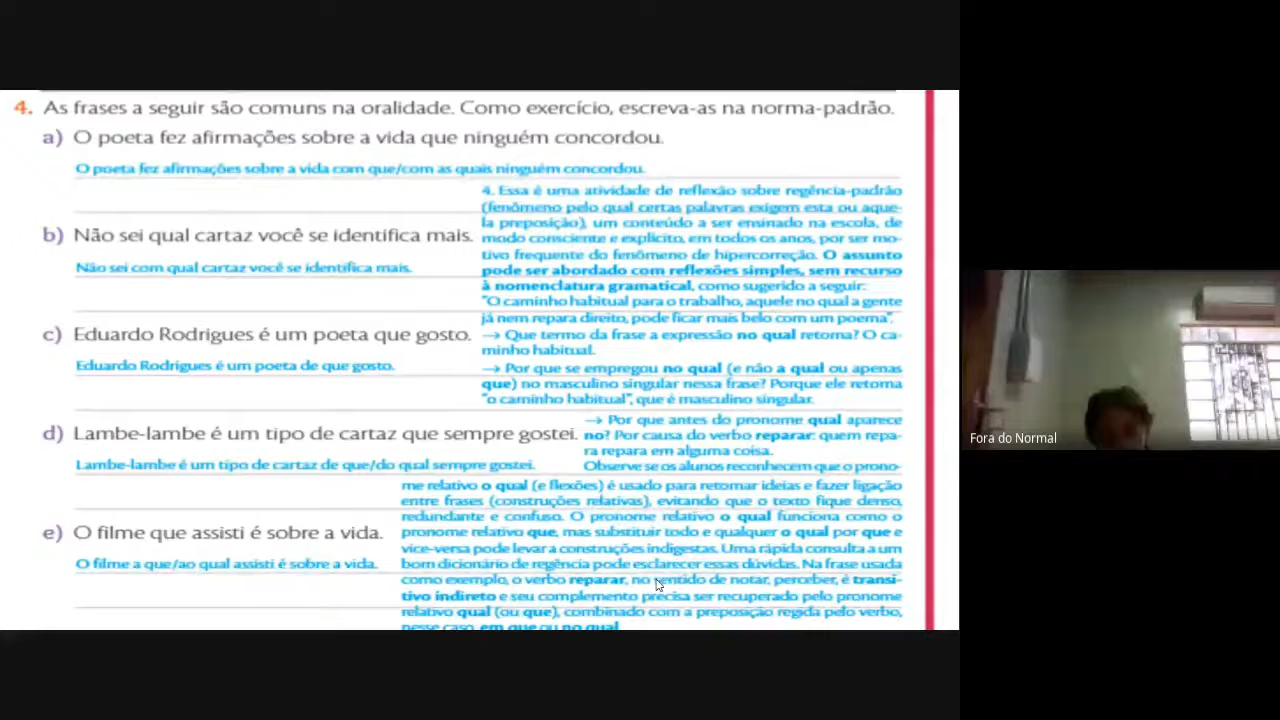 4. As frases a seguir são comuns na oralidade. Como exercício, escreva-as na norma-padrão.
a) O poeta fez afirmações sobre a vida que ninguém concordou.
O poeta fez afirmações sobre a vida com que/com as quais ninguém concordou.
b) Não sei qual cartaz você se identifica mais.
Não sei com qual cartaz você se identifica mais.
c) Eduardo Rodrigues é um poeta que gosto.
Eduardo Rodrigues é um poeta de que gosto.
d) Lambe-lambe é um tipo de cartaz que sempre gostei.
Lambe-lambe é um tipo de cartaz de que/do qual sempre gostei.
e) O filme que assisti é sobre a vida.
O filme a que/ao qual assisti é sobre a vida.
4. Essa é uma atividade de reflexão sobre regência-padrão
(fenômeno pelo qual certas palavras exigem esta ou aque-
la preposição), um conteúdo a ser ensinado na escola, de
modo consciente e explícito, em todos os anos, por ser mo-
tivo frequente do fenômeno de hipercorreção. O assunto
pode ser abordado com reflexões simples, sem recurso
à nomenclatura gramatical, como sugerido a seguir:
"O caminho habitual para o trabalho, aquele no qual a gente
já nem repara direito, pode ficar mais belo com um poema".
→ Que termo da frase a expressão no qual retoma? O ca-
minho habitual.
→ Por que se empregou no qual (e não a qual ou apenas
que) no masculino singular nessa frase? Porque ele retoma
"o caminho habitual", que é masculino singular.
→ Por que antes do pronome qual aparece
no? Por causa do verbo reparar: quem repa-
ra repara em alguma coisa.
Observe se os alunos reconhecem que o prono-
me relativo o qual (e flexões) é usado para retomar ideias e fazer ligação
entre frases (construções relativas), evitando que o texto fique denso,
redundante e confuso. O pronome relativo o qual funciona como o
pronome relativo que, mas substituir todo e qualquer o qual por que e
vice-versa pode levar a construções indigestas. Uma rápida consulta a um
bom dicionário de regência pode esclarecer essas dúvidas. Na frase usada
como exemplo, o verbo reparar, no sentido de notar, perceber, é transi-
tivo indireto e seu complemento precisa ser recuperado pelo pronome
relativo qual (ou que), combinado com a preposição regida pelo verbo,
nesse caso, em que ou no qual.
Fora do Normal